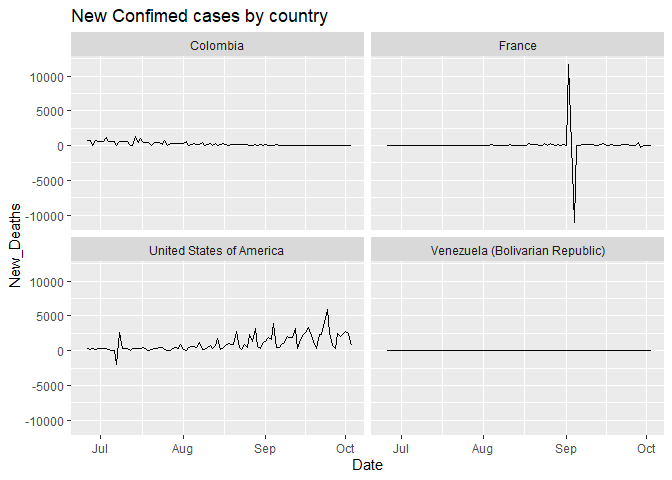 New Confimed cases by country
Colombia
France
10000
5000
0
-5000
-10000
United States of America
Venezuela (Bolivarian Republic)
10000
5000
0
-5000
-10000
New_Deaths
Jul
Aug
Sep
Oct
Jul
Aug
Sep
Oct
Date